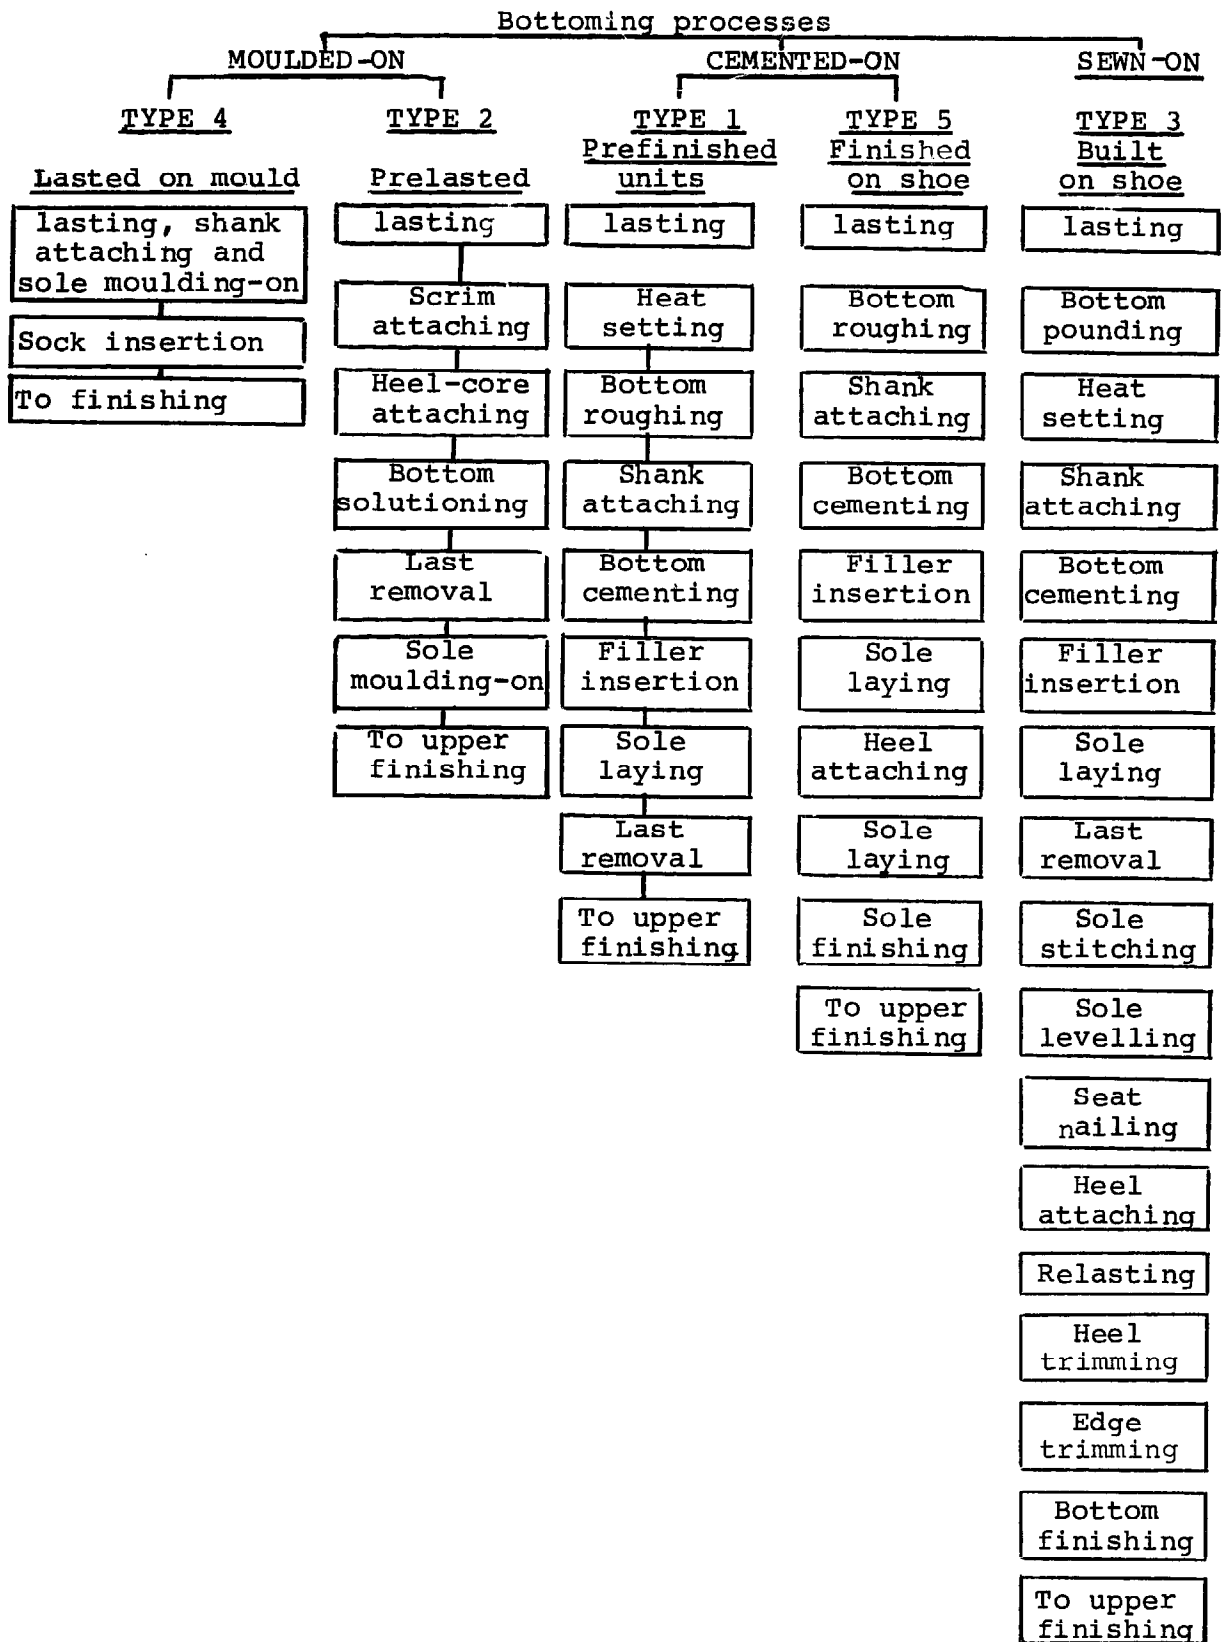 Bottoming processes
MOULDED-ON
CEMENTED-ON
SEWN-ON
TYPE 4
Lasted on mould
lasting, shank
attaching and
sole moulding-on
Sock insertion
To finishing
TYPE 2
Prelasted
lasting
Scrim
attaching
Heel-core
attaching
Bottom
solutioning
Last
removal
Sole
moulding-on
To upper
finishing
TYPE 1
Prefinished
units
lasting
Heat
setting
Bottom
roughing
Shank
attaching
Bottom
cementing
Filler
insertion
Sole
laying
Last
removal
To upper
finishing
TYPE 5
Finished
on shoe
lasting
Bottom
roughing
Shank
attaching
Bottom
cementing
Filler
insertion
Sole
laying
Heel
attaching
Sole
laying
Sole
finishing
To upper
finishing
TYPE 3
Built
on shoe
lasting
Bottom
pounding
Heat
setting
Shank
attaching
Bottom
cementing
Filler
insertion
Sole
laying
Last
removal
Sole
stitching
Sole
levelling
Seat
nailing
Heel
attaching
Relasting
Heel
trimming
Edge
trimming
Bottom
finishing
To upper
finishing